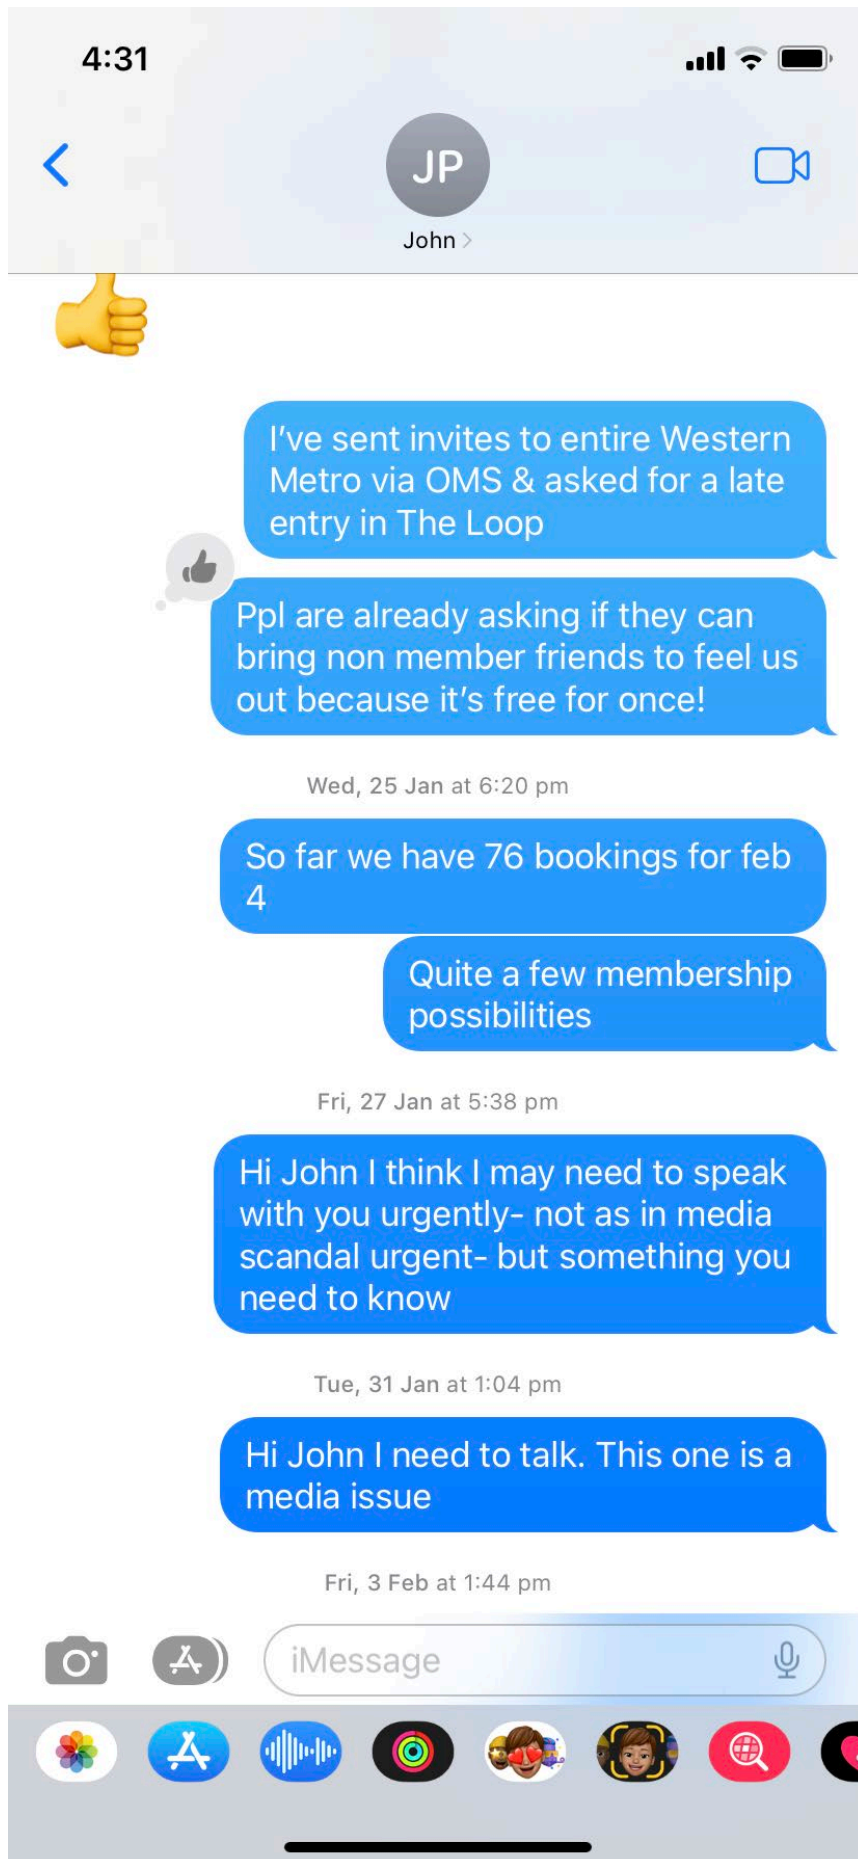 4:31
JP
John
I've sent invites to entire Western
Metro via OMS & asked for a late
entry in The Loop
Ppl are already asking if they can
bring non member friends to feel us
out because it's free for once!
Wed, 25 Jan at 6:20 pm
So far we have 76 bookings for feb
4
Quite a few membership
possibilities
Fri, 27 Jan at 5:38 pm
Hi John I think I may need to speak
with you urgently- not as in media
scandal urgent- but something you
need to know
Tue, 31 Jan at 1:04 pm
Hi John I need to talk. This one is a
media issue
Fri, 3 Feb at 1:44 pm
iMessage